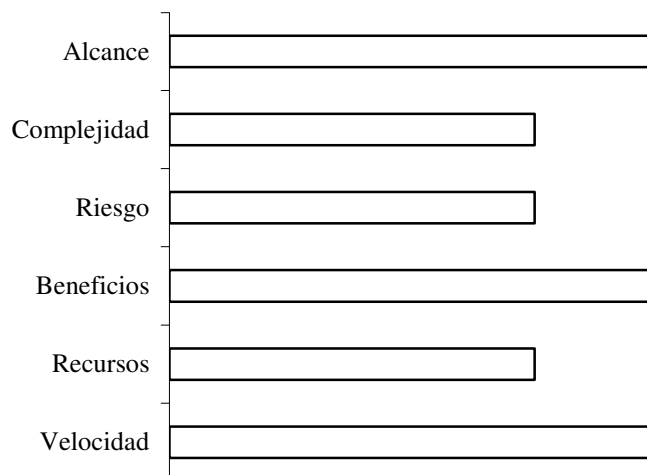 Alcance
Complejidad
Riesgo
Beneficios
Recursos
Velocidad